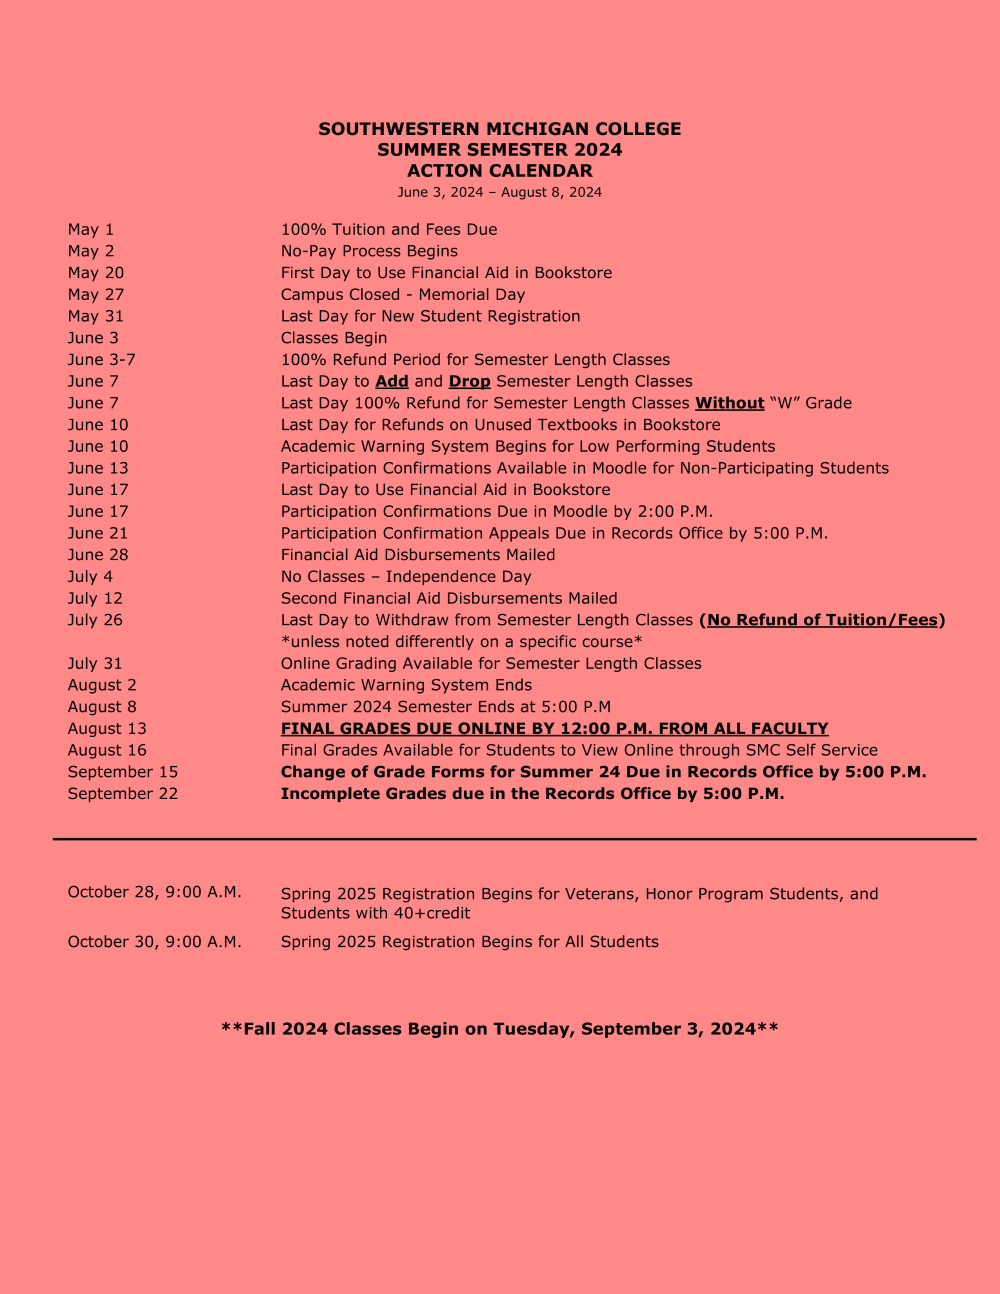 SOUTHWESTERN MICHIGAN COLLEGE
SUMMER SEMESTER 2024
ACTION CALENDAR
June 3, 2024 – August 8, 2024
May 1 100% Tuition and Fees Due
May 2 No-Pay Process Begins
May 20 First Day to Use Financial Aid in Bookstore
May 27 Campus Closed - Memorial Day
May 31 Last Day for New Student Registration
June 3 Classes Begin
June 3-7 100% Refund Period for Semester Length Classes
June 7 Last Day to Add and Drop Semester Length Classes
June 7 Last Day 100% Refund for Semester Length Classes Without “W” Grade
June 10 Last Day for Refunds on Unused Textbooks in Bookstore
June 10 Academic Warning System Begins for Low Performing Students
June 13 Participation Confirmations Available in Moodle for Non-Participating Students
June 17 Last Day to Use Financial Aid in Bookstore
June 17 Participation Confirmations Due in Moodle by 2:00 P.M.
June 21 Participation Confirmation Appeals Due in Records Office by 5:00 P.M.
June 28 Financial Aid Disbursements Mailed
July 4 No Classes – Independence Day
July 12 Second Financial Aid Disbursements Mailed
July 26 Last Day to Withdraw from Semester Length Classes (No Refund of Tuition/Fees)
*unless noted differently on a specific course*
July 31 Online Grading Available for Semester Length Classes
August 2 Academic Warning System Ends
August 8 Summer 2024 Semester Ends at 5:00 P.M
August 13 FINAL GRADES DUE ONLINE BY 12:00 P.M. FROM ALL FACULTY
August 16 Final Grades Available for Students to View Online through SMC Self Service
September 15 Change of Grade Forms for Summer 24 Due in Records Office by 5:00 P.M.
September 22 Incomplete Grades due in the Records Office by 5:00 P.M.
October 28, 9:00 A.M. Spring 2025 Registration Begins for Veterans, Honor Program Students, and
Students with 40+credit
October 30, 9:00 A.M. Spring 2025 Registration Begins for All Students
**Fall 2024 Classes Begin on Tuesday, September 3, 2024**